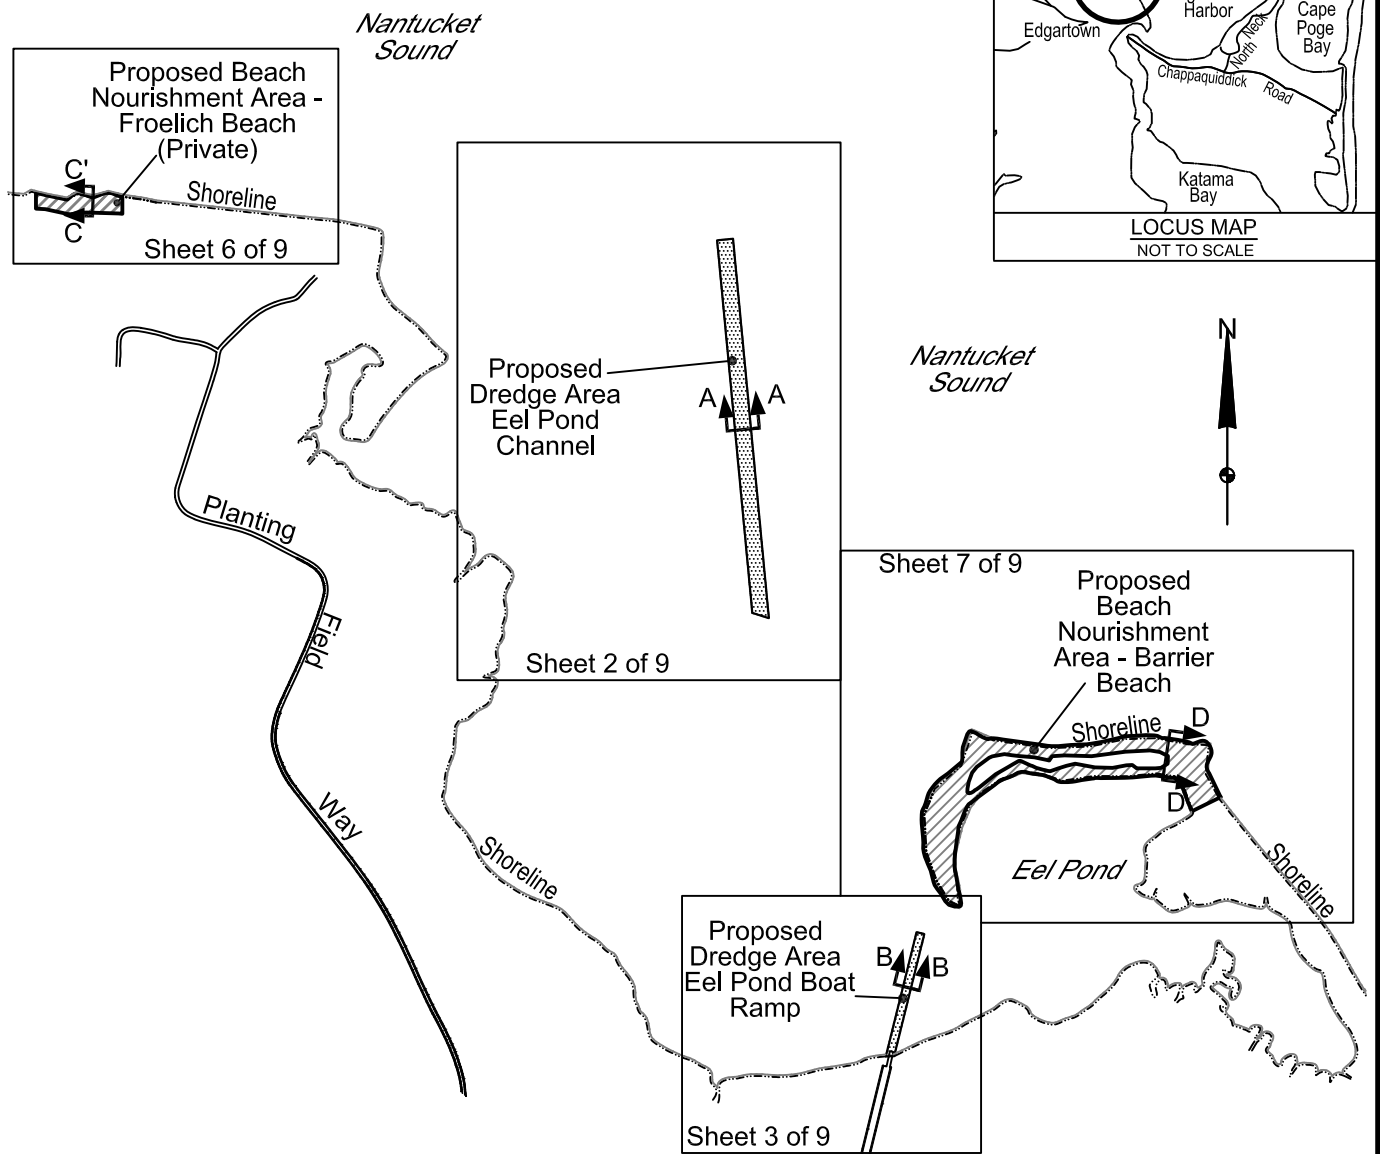 Nantucket
Sound
Proposed Beach
Nourishment Area -
Froelich Beach
(Private)
C'
C
Shoreline
Sheet 6 of 9
Edgartown
Harbor
North Neck
Cape
Poge
Bay
Chappaquiddick Road
Katama
Bay
LOCUS MAP
NOT TO SCALE
N
Nantucket
Sound
Proposed
Dredge Area
Eel Pond
Channel
A
A
Sheet 2 of 9
Planting
Field
Way
Shoreline
Sheet 7 of 9
Proposed
Beach
Nourishment
Area - Barrier
Beach
Shoreline
D
D
Eel Pond
Shoreline
Proposed
Dredge Area
Eel Pond Boat
Ramp
B
B
Sheet 3 of 9